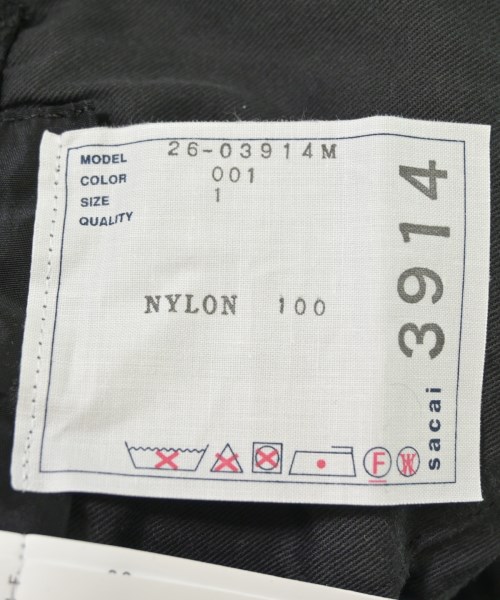 MODEL 26-03914M
COLOR 001
SIZE 1
QUALITY
NYLON 100
F W
sacai 3914